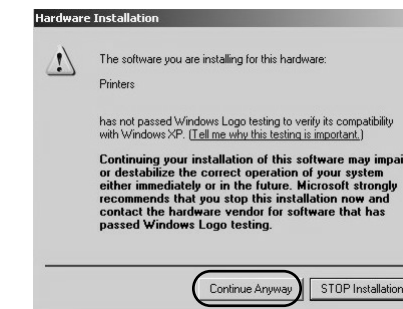 Hardware Installation
The software you are installing for this hardware:
Printers
has not passed Windows Logo testing to verify its compatibility
with Windows XP. (Tell me why this testing is important.)
Continuing your installation of this software may impai
or destabilize the correct operation of your system
either immediately or in the future. Microsoft strongly
recommends that you stop this installation now and
contact the hardware vendor for software that has
passed Windows Logo testing.
Continue Anyway
STOP Installation